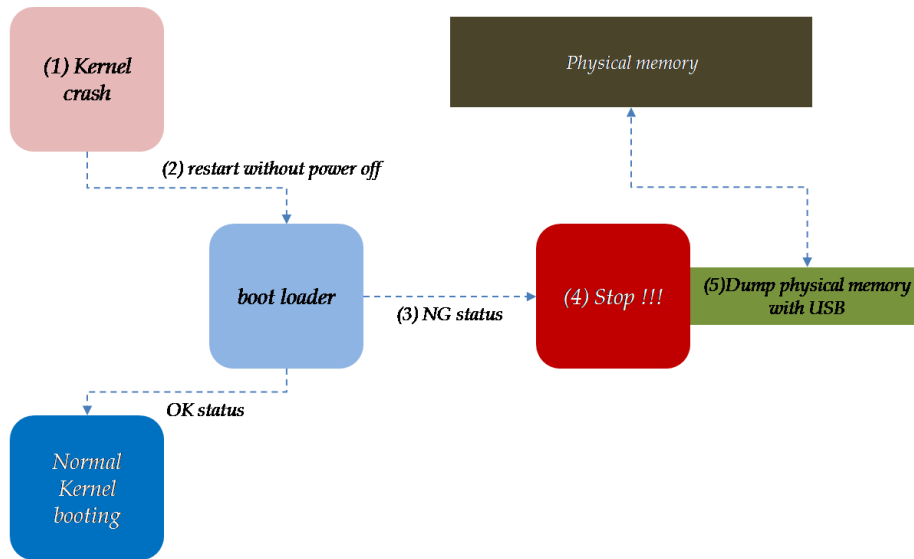 (1) Kernel
crash
Physical memory
(2) restart without power off
boot loader
(3) NG status
(4) Stop !!!
(5)Dump physical memory
with USB
OK status
Normal
Kernel
booting